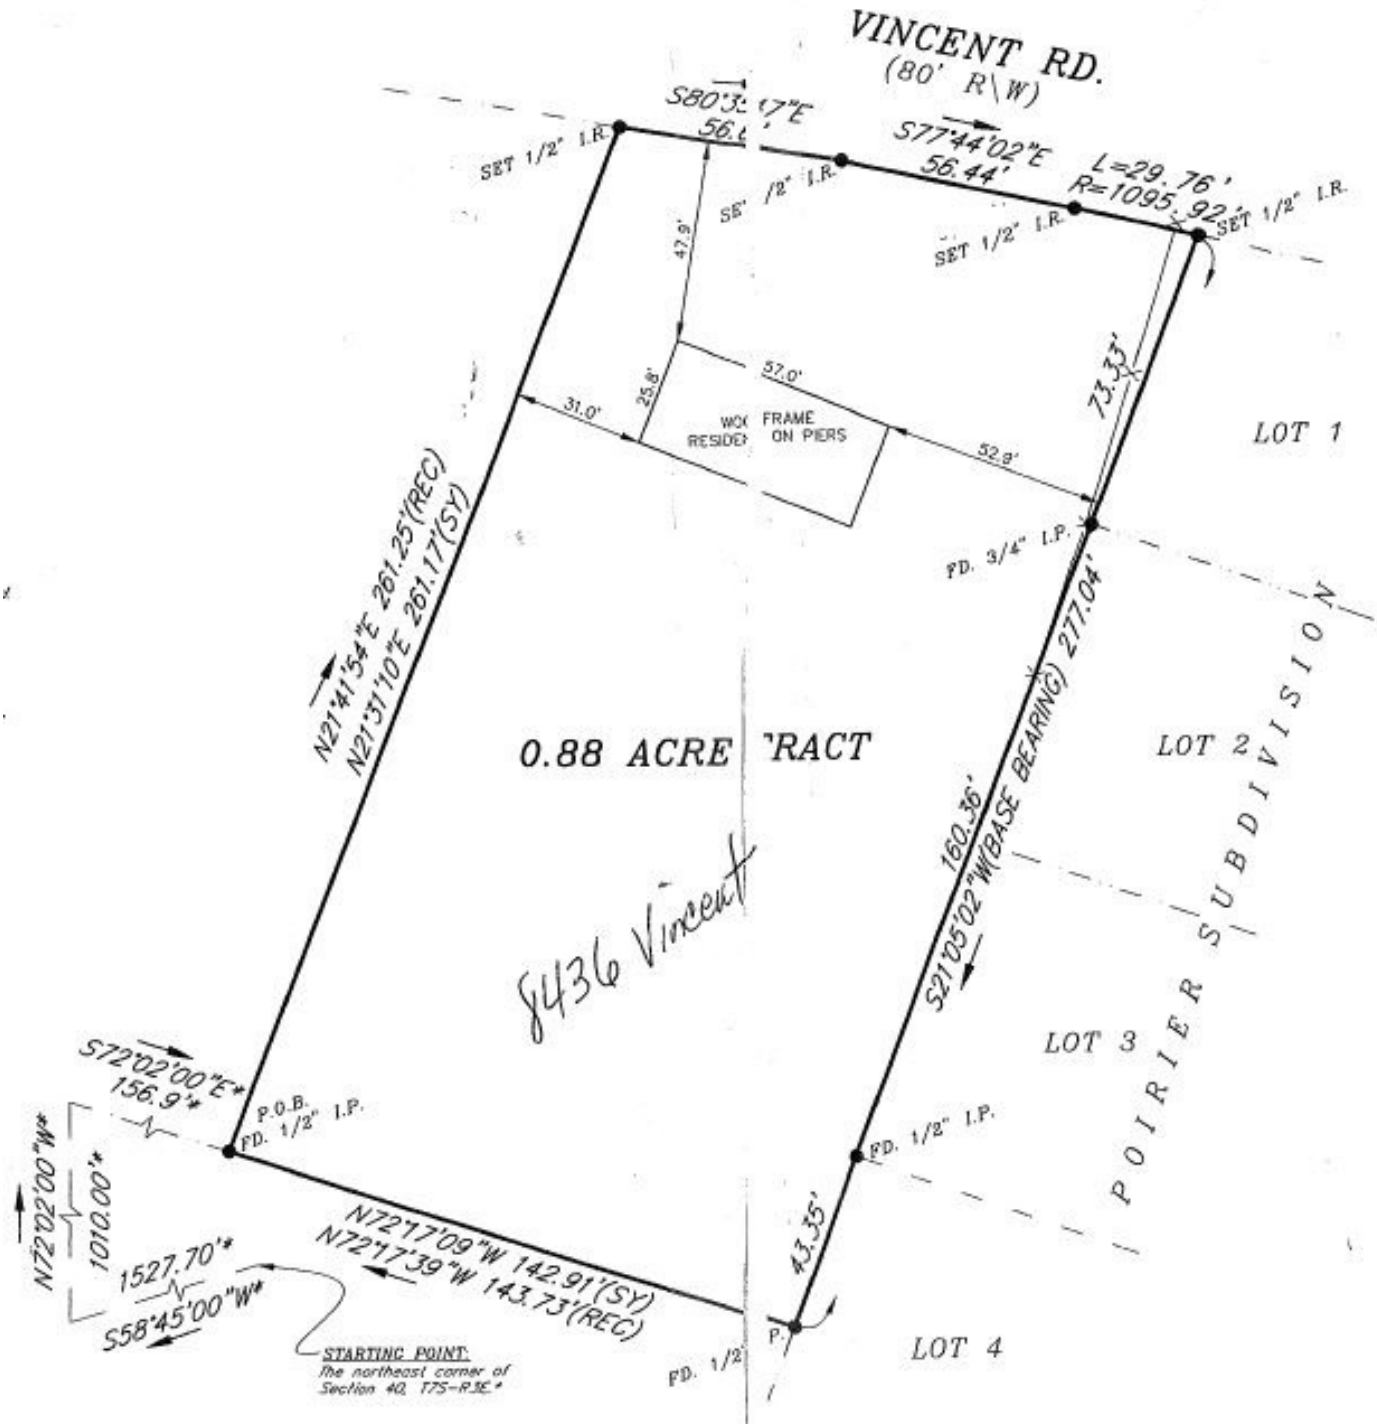 VINCENT RD.
(80' R\W)
S77°44'02"E
56.44'
L=29.76'
R=1095.92'
SET 1/2" I.R.
/2" I.R.
SET 1/2" I.R.
SET 1/2" I.R.
47.9'
73.33'
57.0'
25.8'
31.0'
FRAME
ON PIERS
52.9'
LOT 1
N21°41'54"E 261.25'(REC)
N21°31'10"E 261.17'(SY)
FD. 3/4" I.P.
277.04'
S21°05'02"W(BASE BEARING)
160.36'
0.88 ACRE
LOT 2
POIRIER SUBDIVISION
8436 Vincent
LOT 3
S72°02'00"E*
156.9'*
P.O.B.
FD. 1/2" I.P.
FD. 1/2" I.P.
N72°02'00"W*
1010.00'*
N72°17'09"W 142.91'(SY)
N72°17'39"W 143.73'(REC)
43.35'
1527.70'*
S58°45'00"W*
STARTING POINT:
The northeast corner of
Section 40, T7S-R3E.*
FD. 1/2 P.
LOT 4